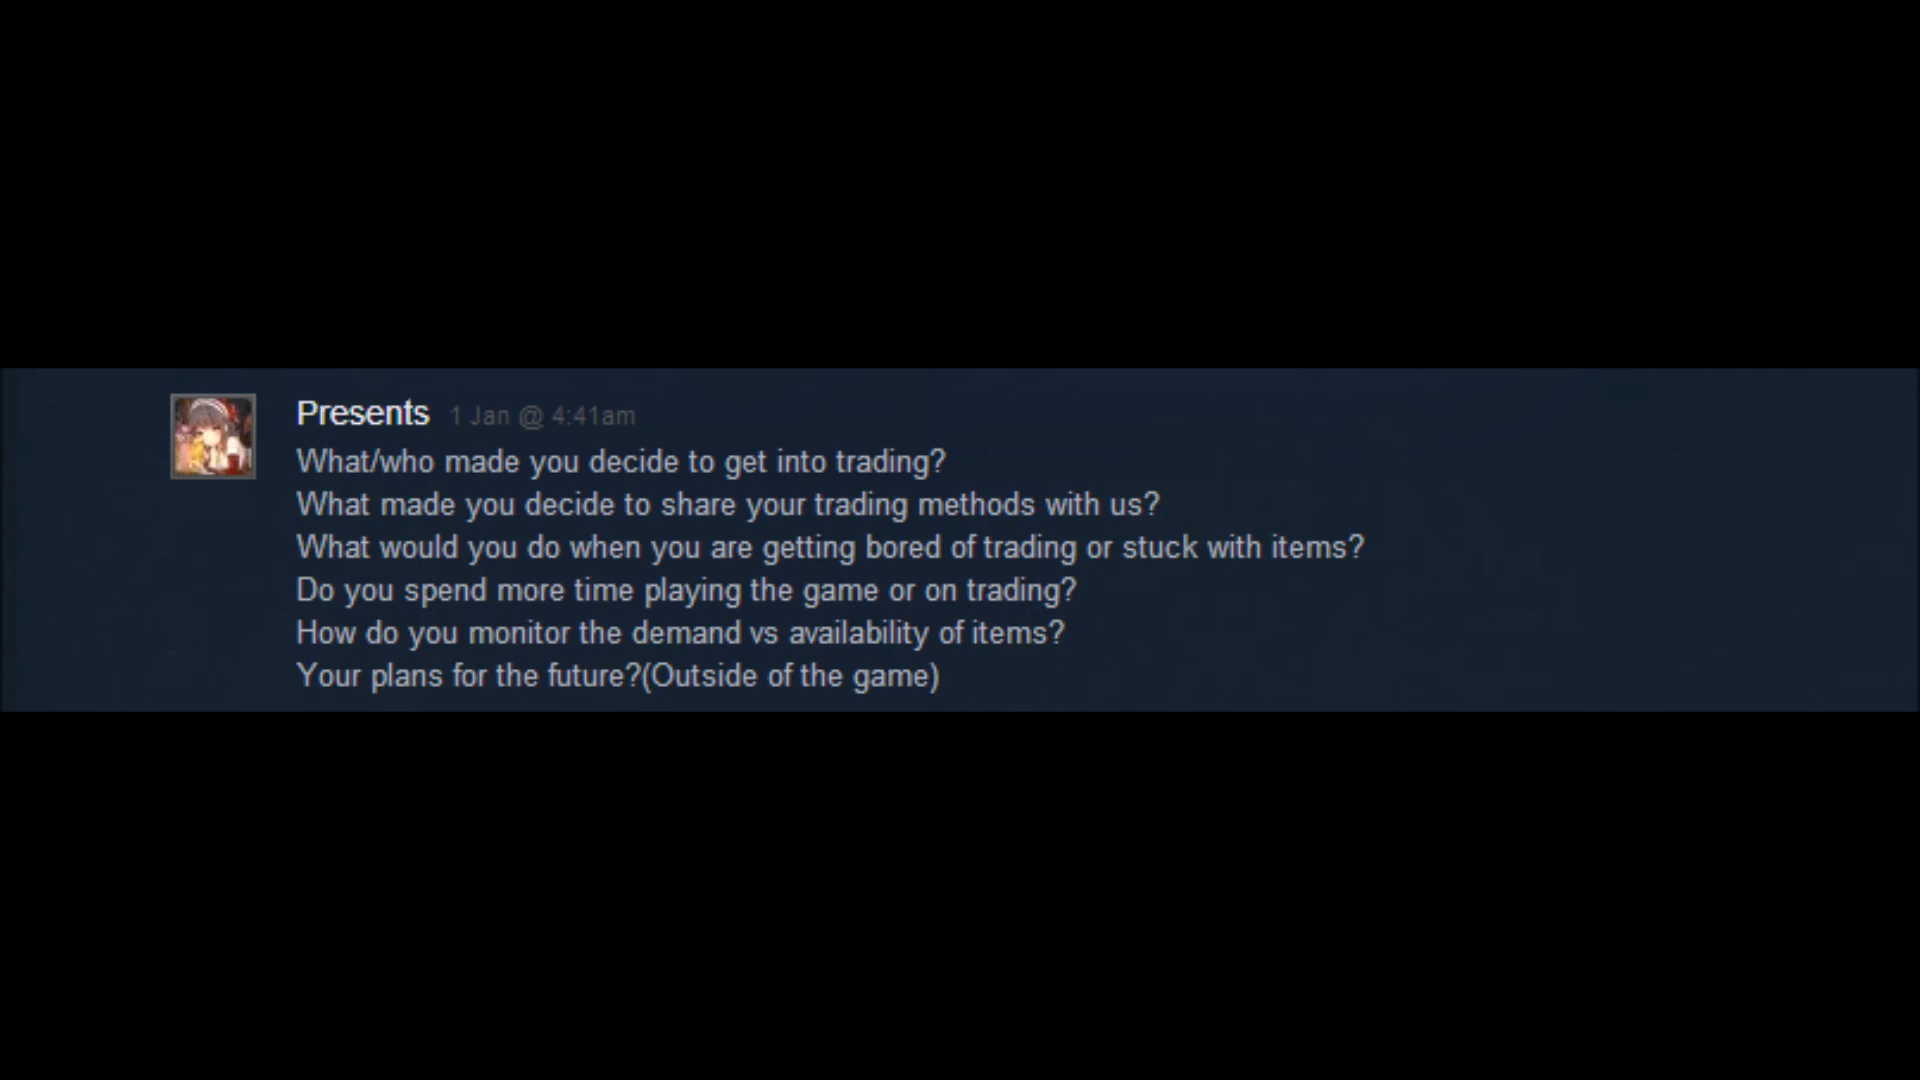 Presents 1 Jan @ 4:41am
What/who made you decide to get into trading?
What made you decide to share your trading methods with us?
What would you do when you are getting bored of trading or stuck with items?
Do you spend more time playing the game or on trading?
How do you monitor the demand vs availability of items?
Your plans for the future?(Outside of the game)